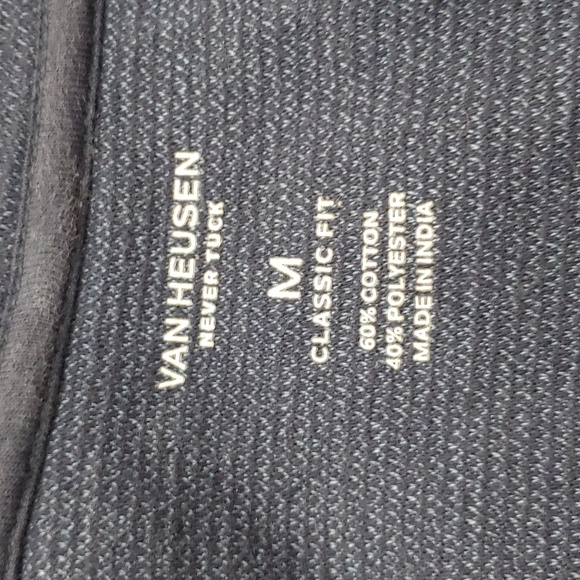 VAN HEUSEN
NEVER TUCK
M
CLASSIC FIT
60% COTTON
40% POLYESTER
MADE IN INDIA